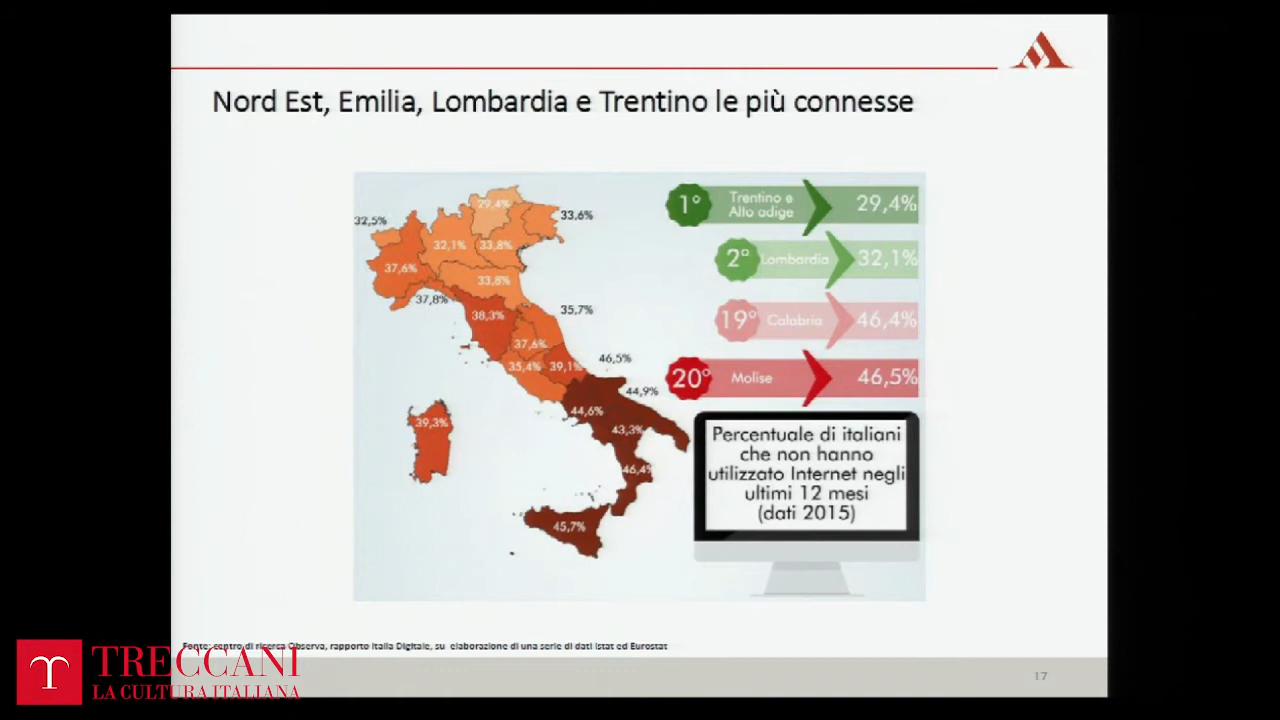 Nord Est, Emilia, Lombardia e Trentino le più connesse
32,5%
29,4%
33,6%
32,1%
33,8%
37,6%
33,8%
37,8%
38,3%
35,7%
37,6%
35,4%
39,1%
46,5%
44,9%
44,6%
43,3%
46,4%
39,3%
45,7%
1° Trentino e Alto adige 29,4%
2° Lombardia 32,1%
19° Calabria 46,4%
20° Molise 46,5%
Percentuale di italiani
che non hanno
utilizzato Internet negli
ultimi 12 mesi
(dati 2015)
Fonte: centro di ricerca Observa, rapporto Italia Digitale, su elaborazione di una serie di dati Istat ed Eurostat
17
TRECCANI
LA CULTURA ITALIANA